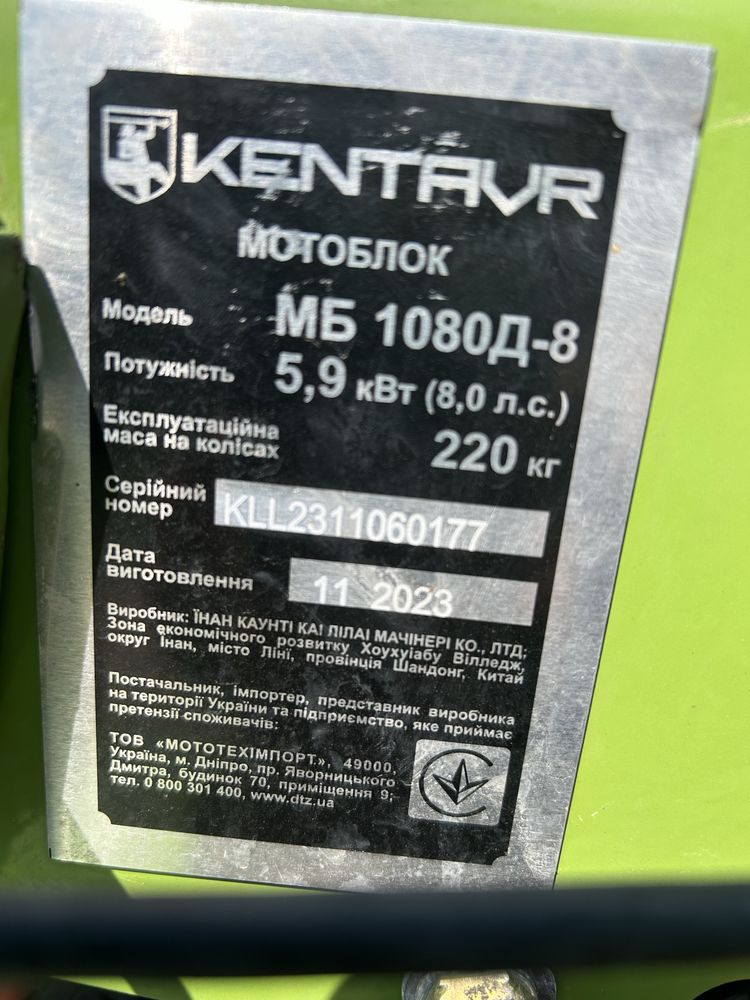 KENTAVR
МОТОБЛОК
Модель МБ 1080Д-8
Потужність 5,9 кВт (8,0 л.с.)
Експлуатаційна
маса на колісах 220 кг
Серійний
номер KLL2311060177
Дата
виготовлення 11 2023
Виробник: ЇНАН КАУНТІ КАІ ЛІЛАІ МАЧІНЕРІ КО., ЛТД;
Зона економічного розвитку Хоухуіабу Вілледж,
округ Їнан, місто Ліні, провінція Шандонг, Китай
Постачальник, імпортер, представник виробника
на території України та підприємство, яке приймає
претензії споживачів:
ТОВ «МОТОТЕХІМПОРТ», 49000,
Україна, м. Дніпро, пр. Яворницького
Дмитра, будинок 70, приміщення 9;
тел. 0 800 301 400, www.dtz.ua